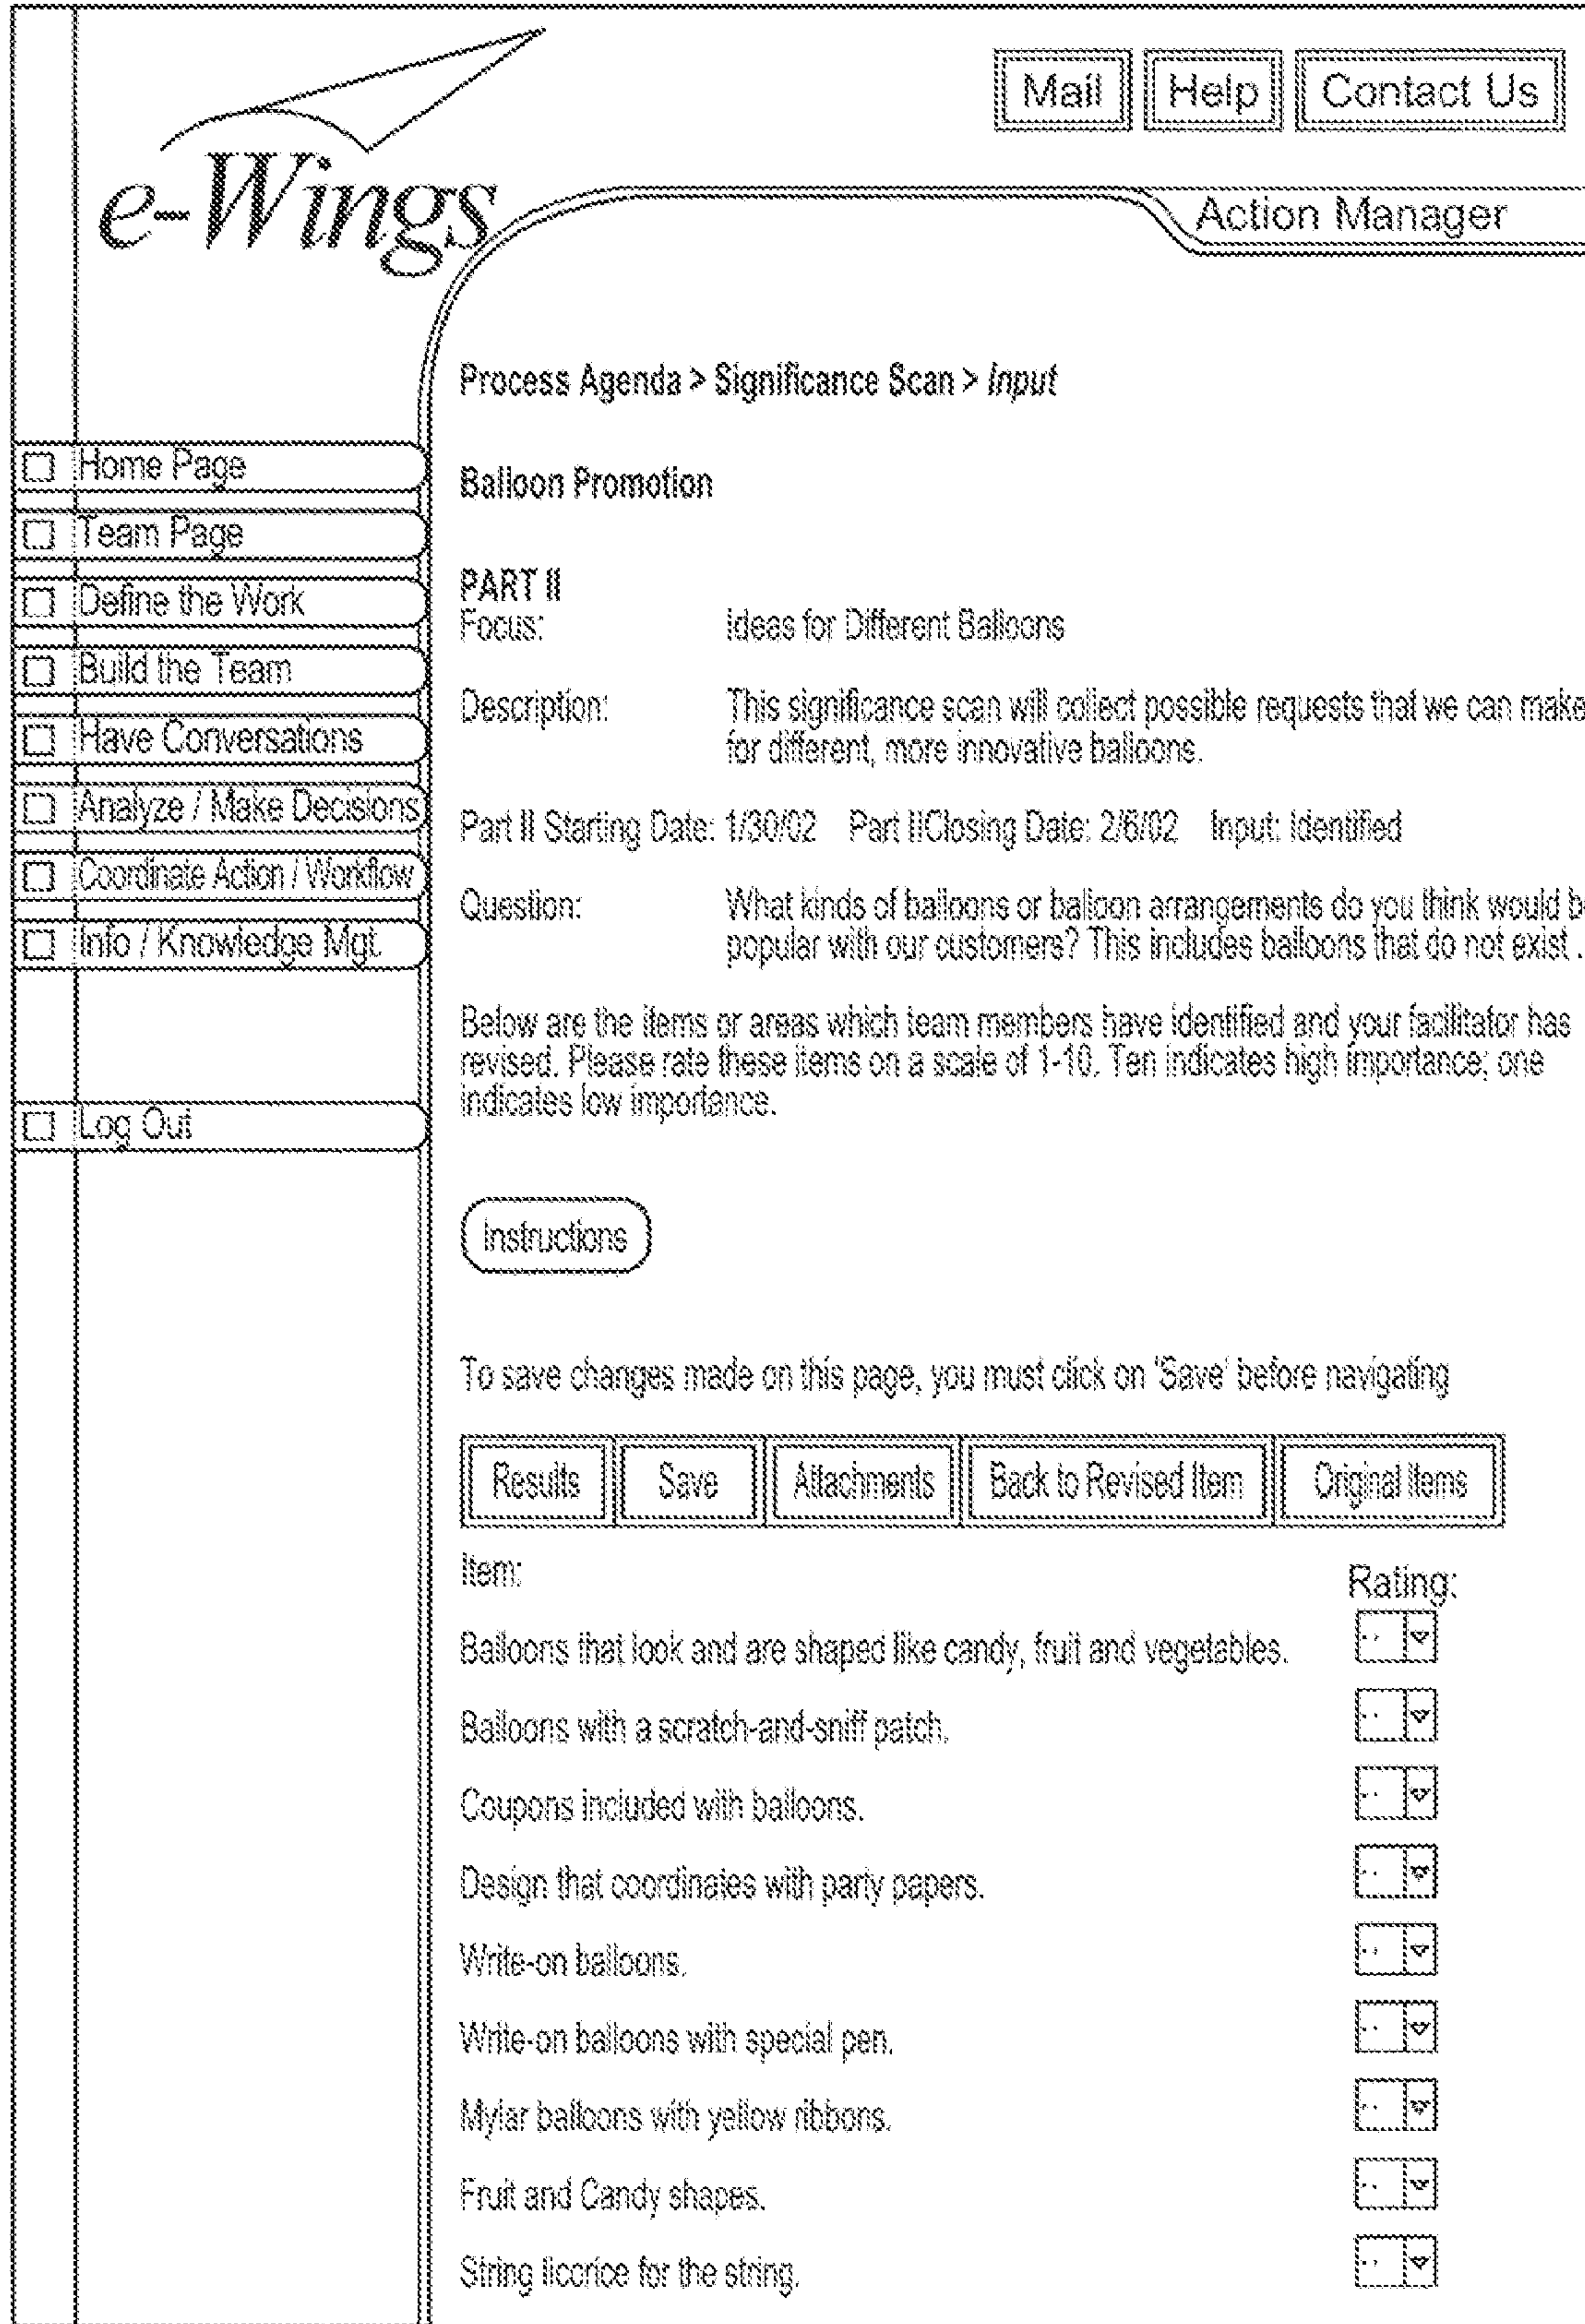 Mail Help Contact Us
e-Wings
Action Manager
Process Agenda > Significance Scan > Input
Home Page
Team Page
Define the Work
Build the Team
Have Conversations
Analyze / Make Decisions
Coordinate Action / Workflow
Info / Knowledge Mgt.
Log Out
Balloon Promotion
PART II
Focus: Ideas for Different Balloons
Description: This significance scan will collect possible requests that we can make
for different, more innovative balloons.
Part II Starting Date: 1/30/02 Part IIClosing Date: 2/6/02 Input: Identified
Question: What kinds of balloons or balloon arrangements do you think would be
popular with our customers? This includes balloons that do not exist .
Below are the items or areas which team members have identified and your facilitator has
revised. Please rate these items on a scale of 1-10. Ten indicates high importance; one
indicates low importance.
Instructions
To save changes made on this page, you must click on 'Save' before navigating
Results Save Attachments Back to Revised Item Original Items
Item: Rating:
Balloons that look and are shaped like candy, fruit and vegetables. --
Balloons with a scratch-and-sniff patch. --
Coupons included with balloons. --
Design that coordinates with party papers. --
Write-on balloons. --
Write-on balloons with special pen. --
Mylar balloons with yellow ribbons. --
Fruit and Candy shapes. --
String licorice for the string. --